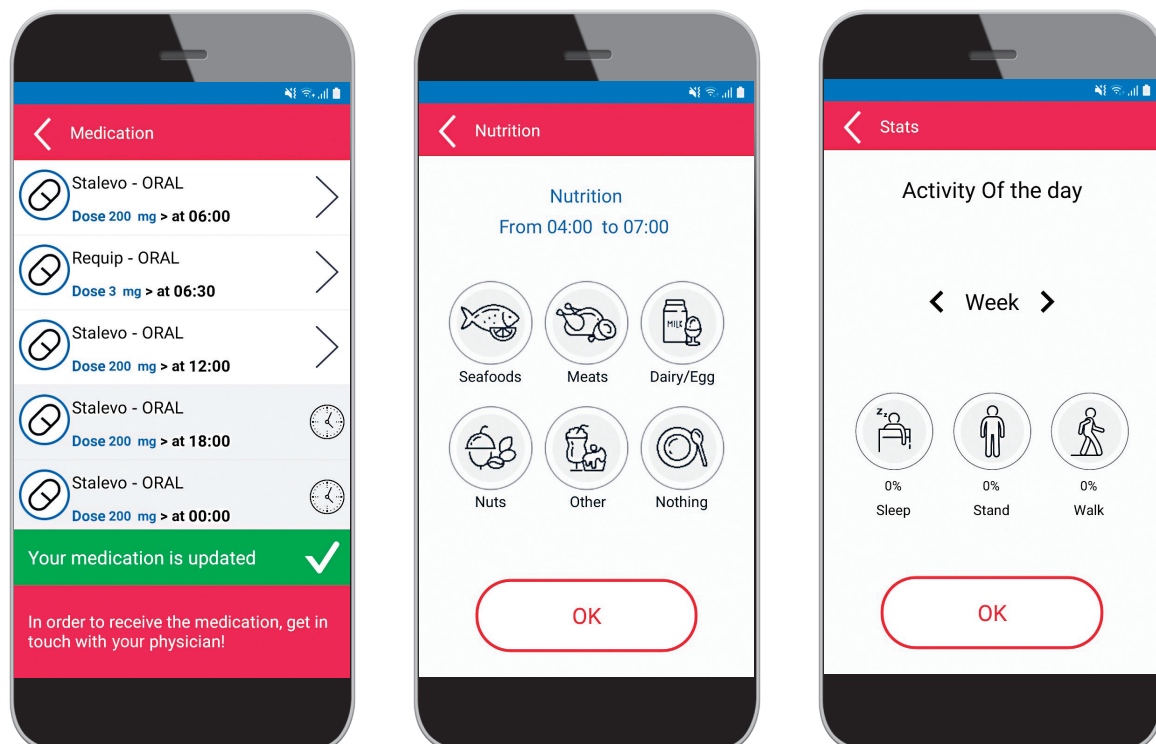 Medication
Stalevo - ORAL
Dose 200 mg > at 06:00
Requip - ORAL
Dose 3 mg > at 06:30
Stalevo - ORAL
Dose 200 mg > at 12:00
Stalevo - ORAL
Dose 200 mg > at 18:00
Stalevo - ORAL
Dose 200 mg > at 00:00
Your medication is updated
In order to receive the medication, get in
touch with your physician!
Nutrition
Nutrition
From 04:00 to 07:00
MILK
Seafoods Meats Dairy/Egg
Nuts Other Nothing
OK
Stats
Activity Of the day
Week
Z z z
0% 0% 0%
Sleep Stand Walk
OK